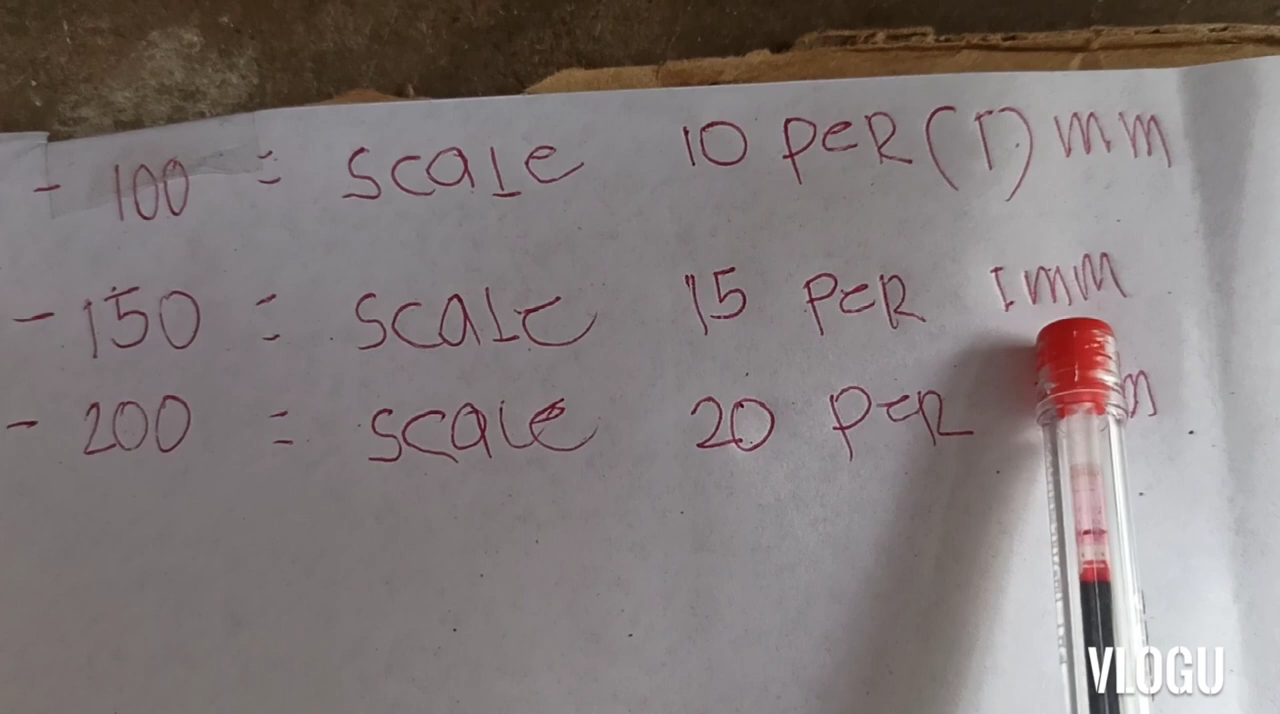 - 100 = scale 10 PeR (1) mm
- 150 = scale 15 PeR 1mm
- 200 = scale 20 PeR
VLOGU